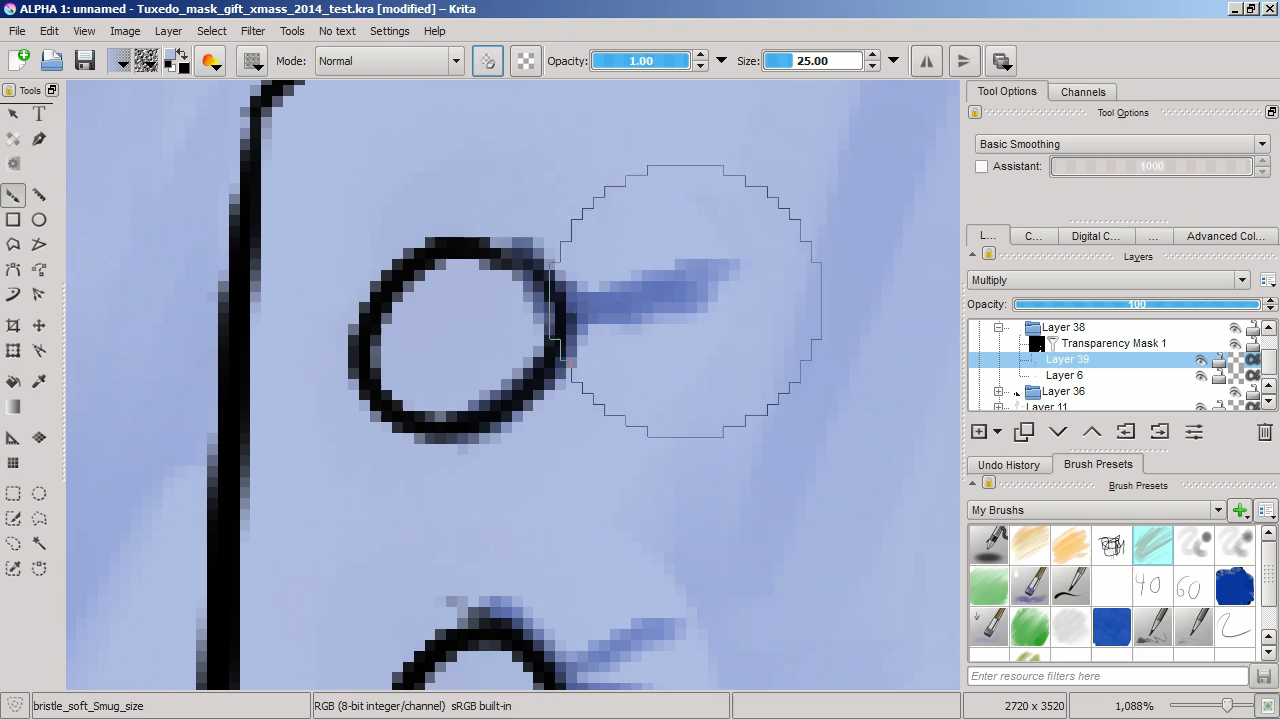 ALPHA 1: unnamed - Tuxedo_mask_gift_xmass_2014_test.kra [modified] – Krita
File Edit View Image Layer Select Filter Tools No text Settings Help
Mode: Normal Opacity: 1.00 Size: 25.00
Tools
Tool Options Channels
Tool Options
Basic Smoothing
Assistant: 1000
L... C... Digital C... ... Advanced Col...
Layers
Multiply
Opacity: 100
Layer 38
Transparency Mask 1
Layer 39
Layer 6
Layer 36
Layer 11
Undo History Brush Presets
Brush Presets
My Brushes
40 60
Enter resource filters here
bristle_soft_Smug_size RGB (8-bit integer/channel) sRGB built-in 2720 x 3520 1,088%